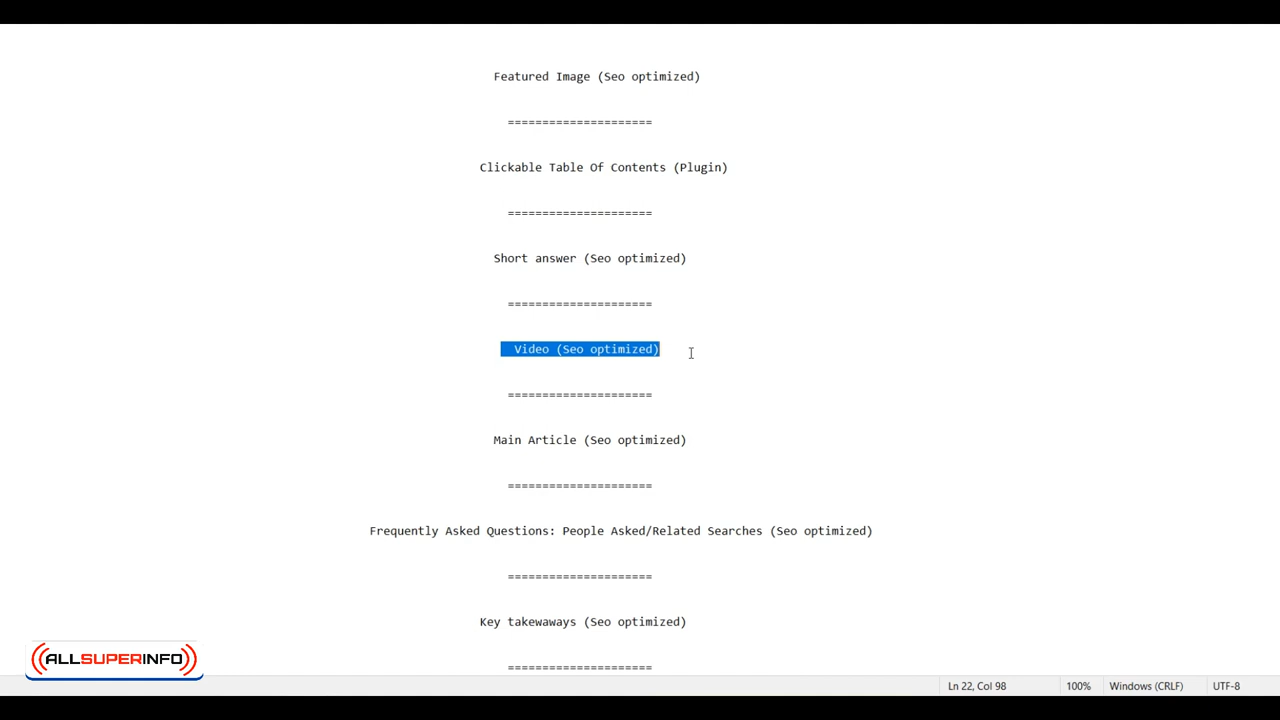 Featured Image (Seo optimized)
=====================
Clickable Table Of Contents (Plugin)
=====================
Short answer (Seo optimized)
=====================
Video (Seo optimized)
=====================
Main Article (Seo optimized)
=====================
Frequently Asked Questions: People Asked/Related Searches (Seo optimized)
=====================
Key takewaways (Seo optimized)
=====================
ALLSUPERINFO
Ln 22, Col 98 100% Windows (CRLF) UTF-8